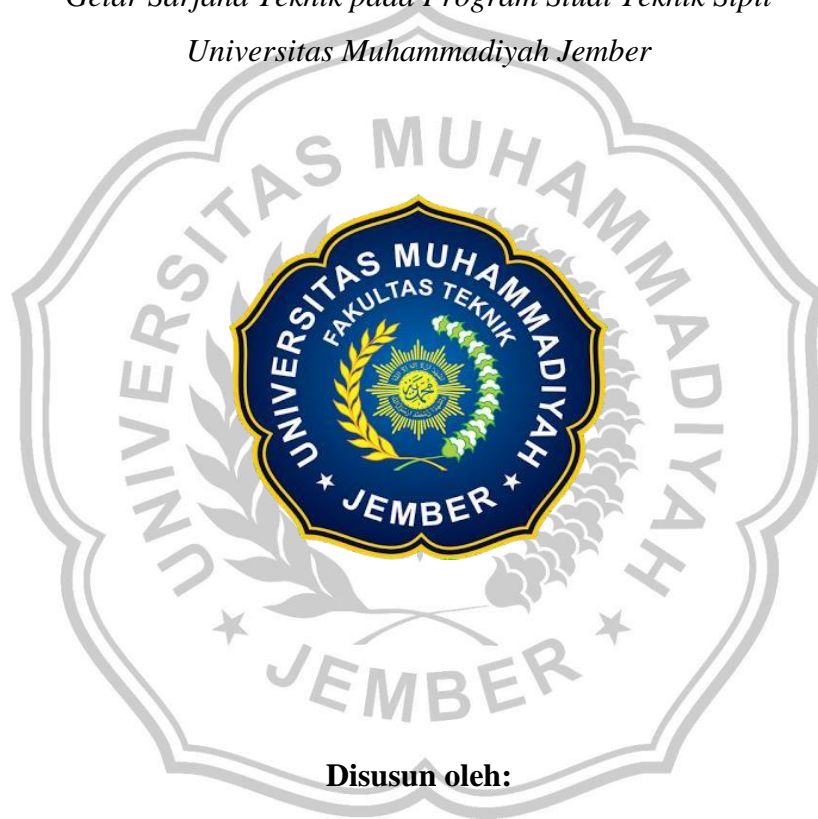 Gelar Sarjana Teknik pada Program Studi Teknik Sipil
Universitas Muhammadiyah Jember
UNIVERSITAS MUHAMMADIYAH
JEMBER
UNIVERSITAS MUHAMMADIYAH
FAKULTAS TEKNIK
JEMBER
Disusun oleh: